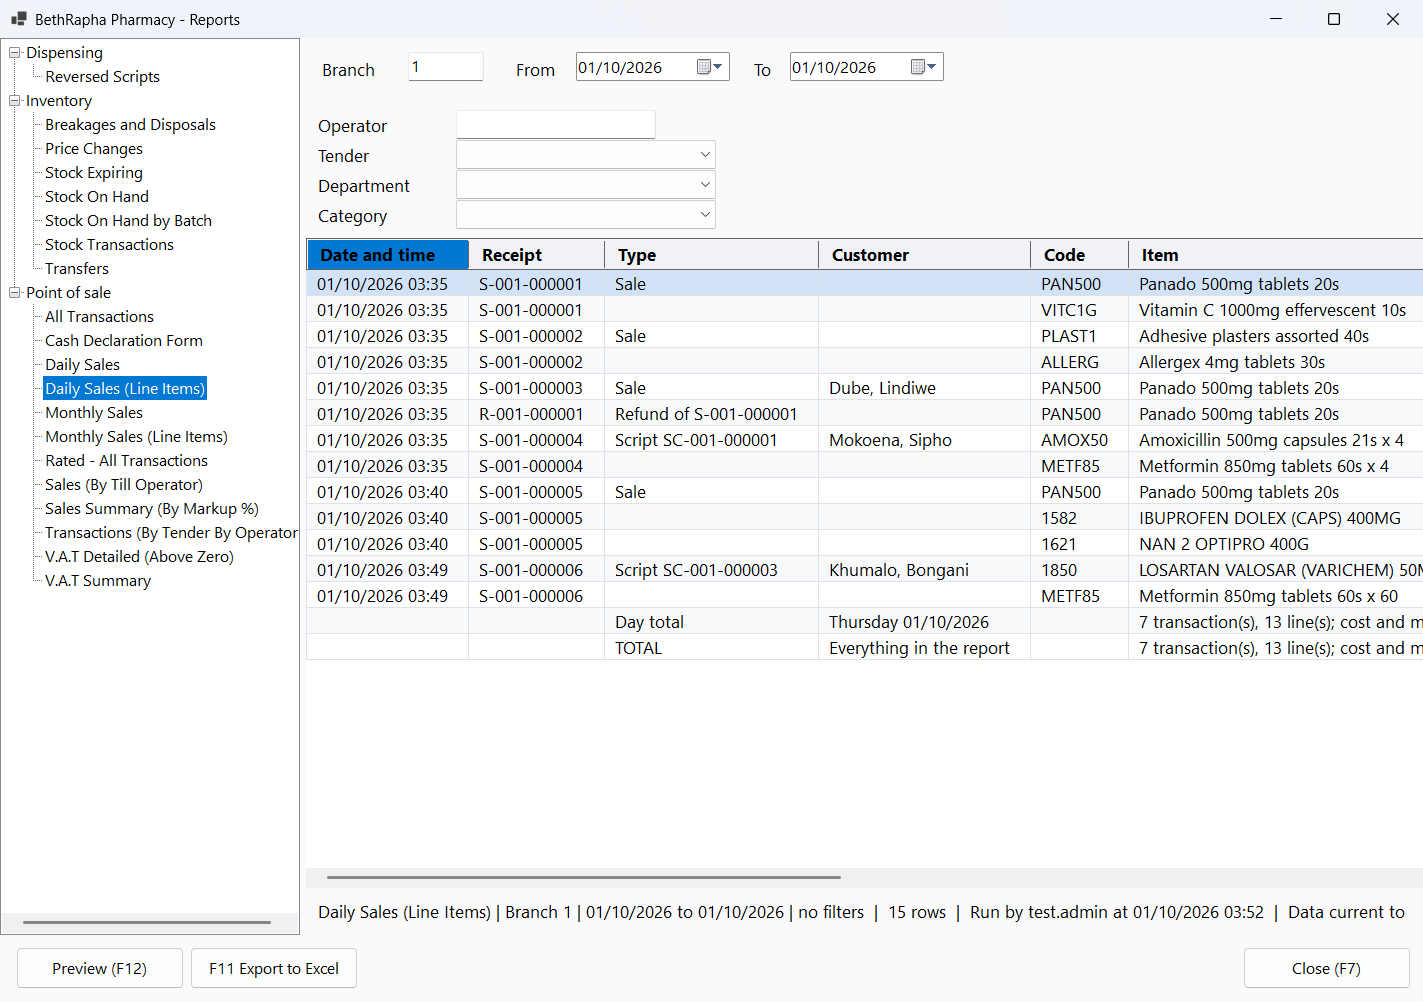 BethRapha Pharmacy - Reports
Dispensing
Reversed Scripts
Inventory
Breakages and Disposals
Price Changes
Stock Expiring
Stock On Hand
Stock On Hand by Batch
Stock Transactions
Transfers
Point of sale
All Transactions
Cash Declaration Form
Daily Sales
Daily Sales (Line Items)
Monthly Sales
Monthly Sales (Line Items)
Rated - All Transactions
Sales (By Till Operator)
Sales Summary (By Markup %)
Transactions (By Tender By Operator
V.A.T Detailed (Above Zero)
V.A.T Summary
Branch 1 From 01/10/2026 To 01/10/2026
Operator
Tender
Department
Category
Date and time Receipt Type Customer Code Item
01/10/2026 03:35 S-001-000001 Sale PAN500 Panado 500mg tablets 20s
01/10/2026 03:35 S-001-000001 VITC1G Vitamin C 1000mg effervescent 10s
01/10/2026 03:35 S-001-000002 Sale PLAST1 Adhesive plasters assorted 40s
01/10/2026 03:35 S-001-000002 ALLERG Allergex 4mg tablets 30s
01/10/2026 03:35 S-001-000003 Sale Dube, Lindiwe PAN500 Panado 500mg tablets 20s
01/10/2026 03:35 R-001-000001 Refund of S-001-000001 PAN500 Panado 500mg tablets 20s
01/10/2026 03:35 S-001-000004 Script SC-001-000001 Mokoena, Sipho AMOX50 Amoxicillin 500mg capsules 21s x 4
01/10/2026 03:35 S-001-000004 METF85 Metformin 850mg tablets 60s x 4
01/10/2026 03:40 S-001-000005 Sale PAN500 Panado 500mg tablets 20s
01/10/2026 03:40 S-001-000005 1582 IBUPROFEN DOLEX (CAPS) 400MG
01/10/2026 03:40 S-001-000005 1621 NAN 2 OPTIPRO 400G
01/10/2026 03:49 S-001-000006 Script SC-001-000003 Khumalo, Bongani 1850 LOSARTAN VALOSAR (VARICHEM) 50M
01/10/2026 03:49 S-001-000006 METF85 Metformin 850mg tablets 60s x 60
Day total Thursday 01/10/2026 7 transaction(s), 13 line(s); cost and m
TOTAL Everything in the report 7 transaction(s), 13 line(s); cost and m
Daily Sales (Line Items) | Branch 1 | 01/10/2026 to 01/10/2026 | no filters | 15 rows | Run by test.admin at 01/10/2026 03:52 | Data current to
Preview (F12) F11 Export to Excel Close (F7)